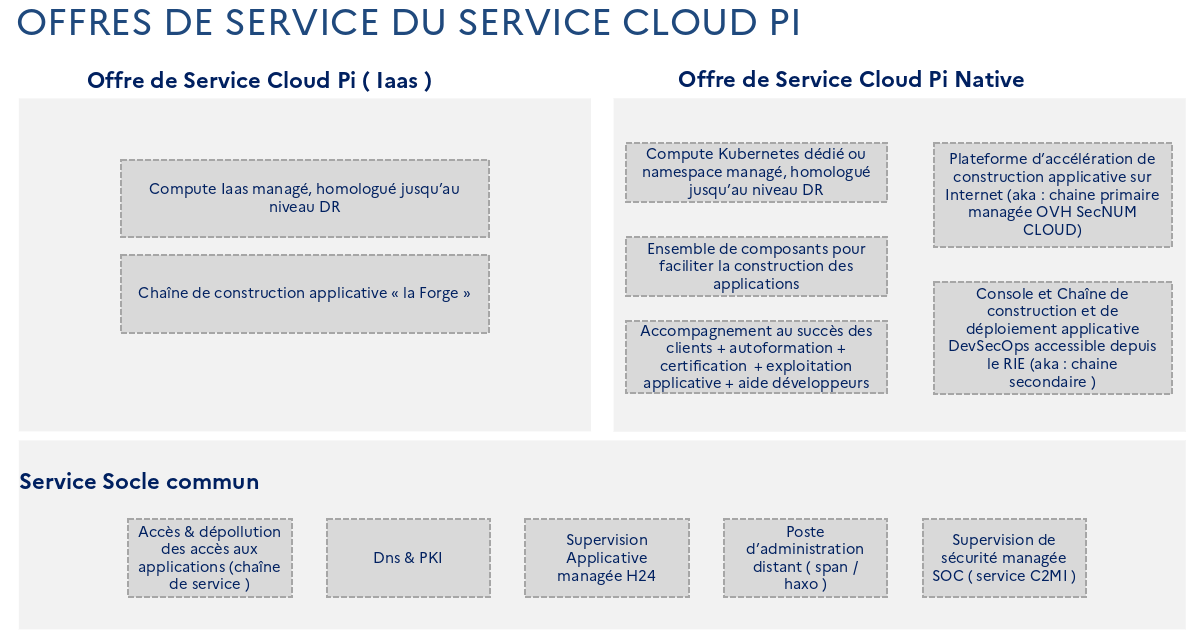 OFFRES DE SERVICE DU SERVICE CLOUD PI
Offre de Service Cloud Pi ( Iaas )
Compute Iaas managé, homologué jusqu’au
niveau DR
Chaîne de construction applicative « la Forge »
Offre de Service Cloud Pi Native
Compute Kubernetes dédié ou
namespace managé, homologué
jusqu’au niveau DR
Ensemble de composants pour
faciliter la construction des
applications
Accompagnement au succès des
clients + autoformation +
certification  + exploitation
applicative + aide développeurs
Plateforme d’accélération de
construction applicative sur
Internet (aka : chaine primaire
managée OVH SecNUM
CLOUD)
Console et Chaîne de
construction et de
déploiement applicative
DevSecOps accessible depuis
le RIE (aka : chaine
secondaire )
Service Socle commun
Accès & dépollution
des accès aux
applications (chaîne
de service )
Dns & PKI
Supervision
Applicative
managée H24
Poste
d’administration
distant ( span /
haxo )
Supervision de
sécurité managée
SOC ( service C2MI )